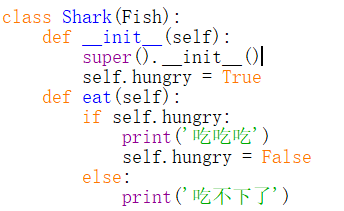 class Shark(Fish):
    def __init__(self):
        super().__init__()
        self.hungry = True
    def eat(self):
        if self.hungry:
            print('吃吃吃')
            self.hungry = False
        else:
            print('吃不下了')